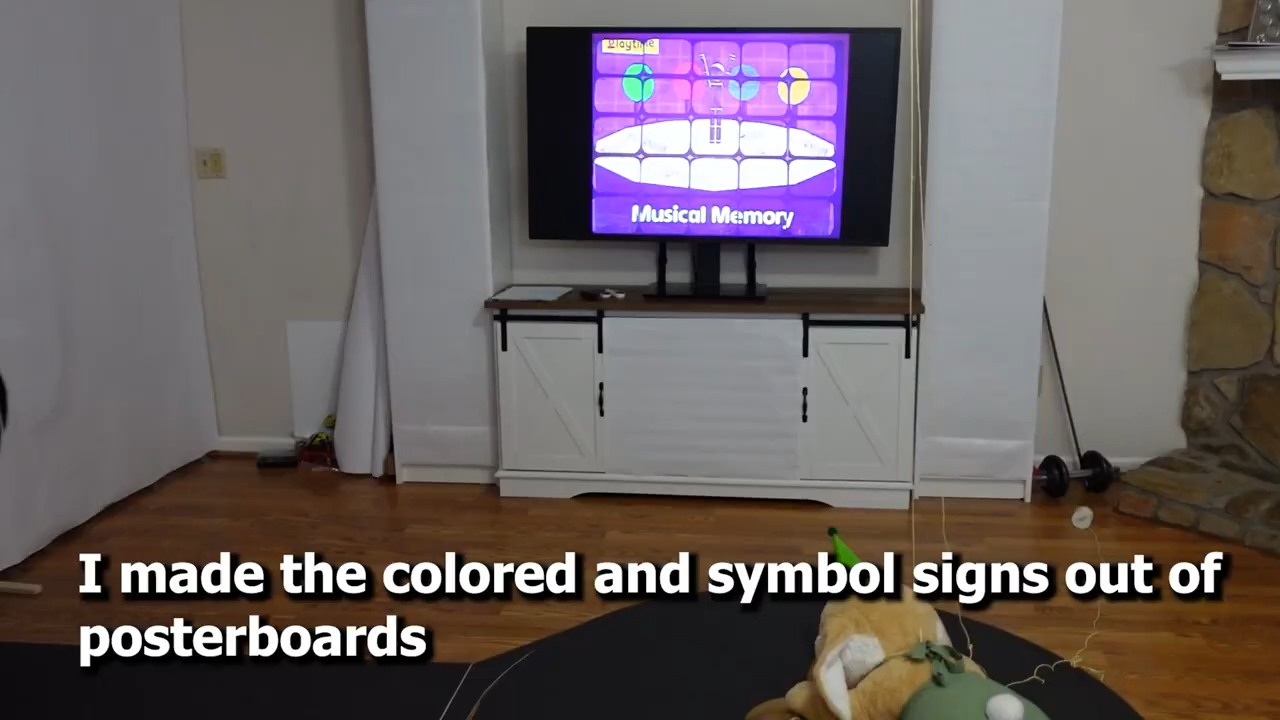 Playtime
Musical Memory
I made the colored and symbol signs out of
posterboards